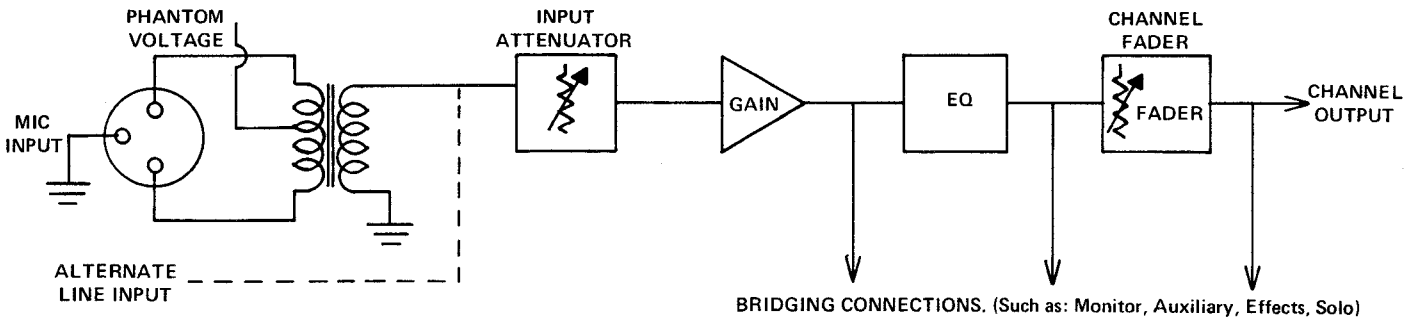 PHANTOM
VOLTAGE
MIC
INPUT
ALTERNATE
LINE INPUT
INPUT
ATTENUATOR
GAIN
EQ
CHANNEL
FADER
FADER
CHANNEL
OUTPUT
BRIDGING CONNECTIONS. (Such as: Monitor, Auxiliary, Effects, Solo)